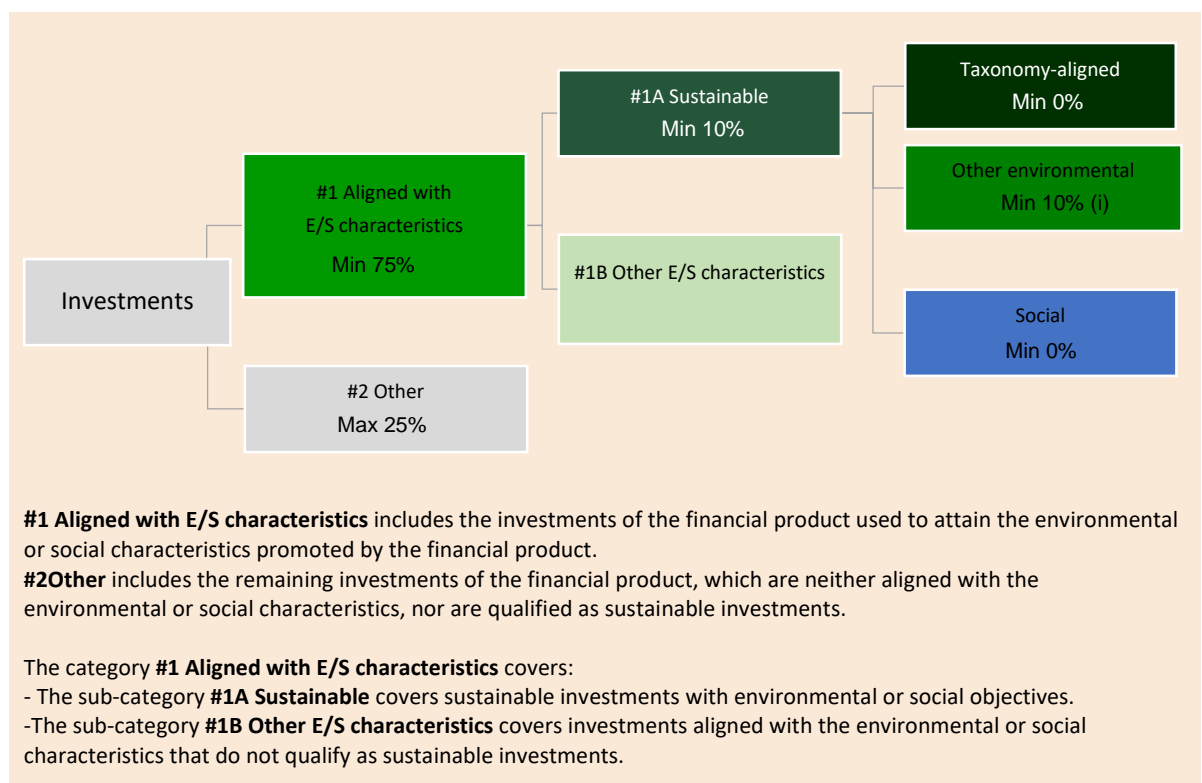 Taxonomy-aligned
Min 0%
#1A Sustainable
Min 10%
Other environmental
Min 10% (i)
#1 Aligned with
E/S characteristics
Min 75%
#1B Other E/S characteristics
Investments
Social
Min 0%
#2 Other
Max 25%
#1 Aligned with E/S characteristics includes the investments of the financial product used to attain the environmental
or social characteristics promoted by the financial product.
#2Other includes the remaining investments of the financial product, which are neither aligned with the
environmental or social characteristics, nor are qualified as sustainable investments.
The category #1 Aligned with E/S characteristics covers:
- The sub-category #1A Sustainable covers sustainable investments with environmental or social objectives.
-The sub-category #1B Other E/S characteristics covers investments aligned with the environmental or social
characteristics that do not qualify as sustainable investments.